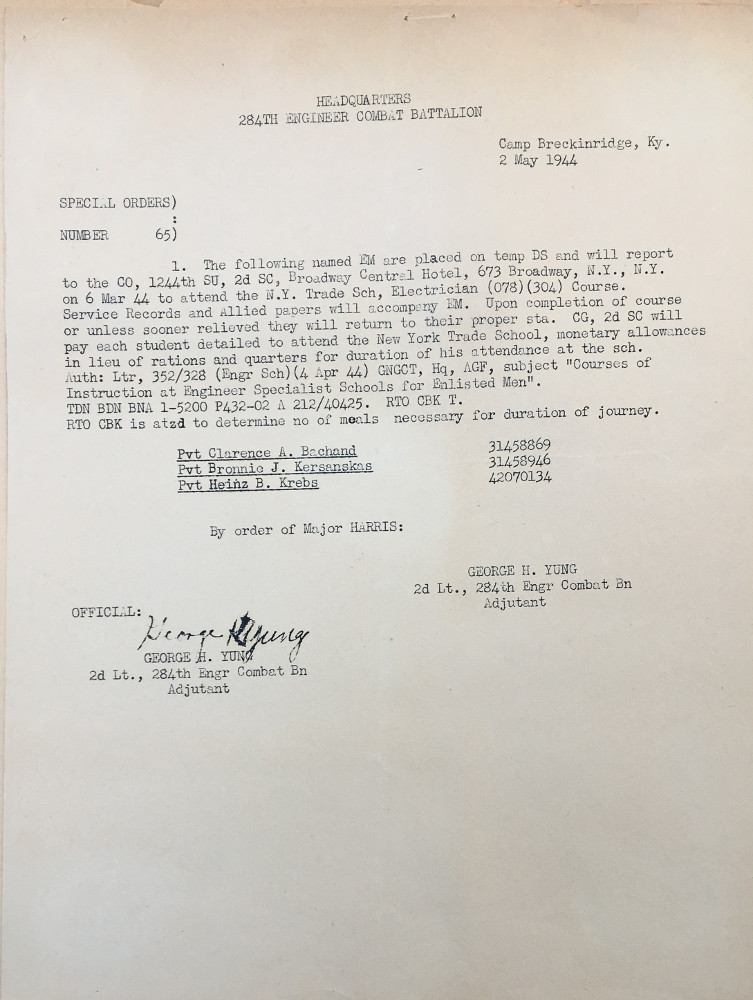 HEADQUARTERS
284TH ENGINEER COMBAT BATTALION
Camp Breckinridge, Ky.
2 May 1944
SPECIAL ORDERS)
:
NUMBER 65)
1. The following named EM are placed on temp DS and will report
to the CO, 1244th SU, 2d SC, Broadway Central Hotel, 673 Broadway, N.Y., N.Y.
on 6 Mar 44 to attend the N.Y. Trade Sch, Electrician (078)(304) Course.
Service Records and Allied papers will accompany EM. Upon completion of course
or unless sooner relieved they will return to their proper sta. CG, 2d SC will
pay each student detailed to attend the New York Trade School, monetary allowances
in lieu of rations and quarters for duration of his attendance at the sch.
Auth: Ltr, 352/328 (Engr Sch)(4 Apr 44) GNGCT, Hq, AGF, subject "Courses of
Instruction at Engineer Specialist Schools for Enlisted Men".
TDN BDN BNA 1-5200 P432-02 A 212/40425. RTO CBK T.
RTO CBK is atzd to determine no of meals necessary for duration of journey.
Pvt Clarence A. Bachand 31458869
Pvt Bronnie J. Kersanskas 31458946
Pvt Heinz B. Krebs 42070134
By order of Major HARRIS:
GEORGE H. YUNG
2d Lt., 284th Engr Combat Bn
Adjutant
OFFICIAL:
George H Yung
GEORGE H. YUNG
2d Lt., 284th Engr Combat Bn
Adjutant